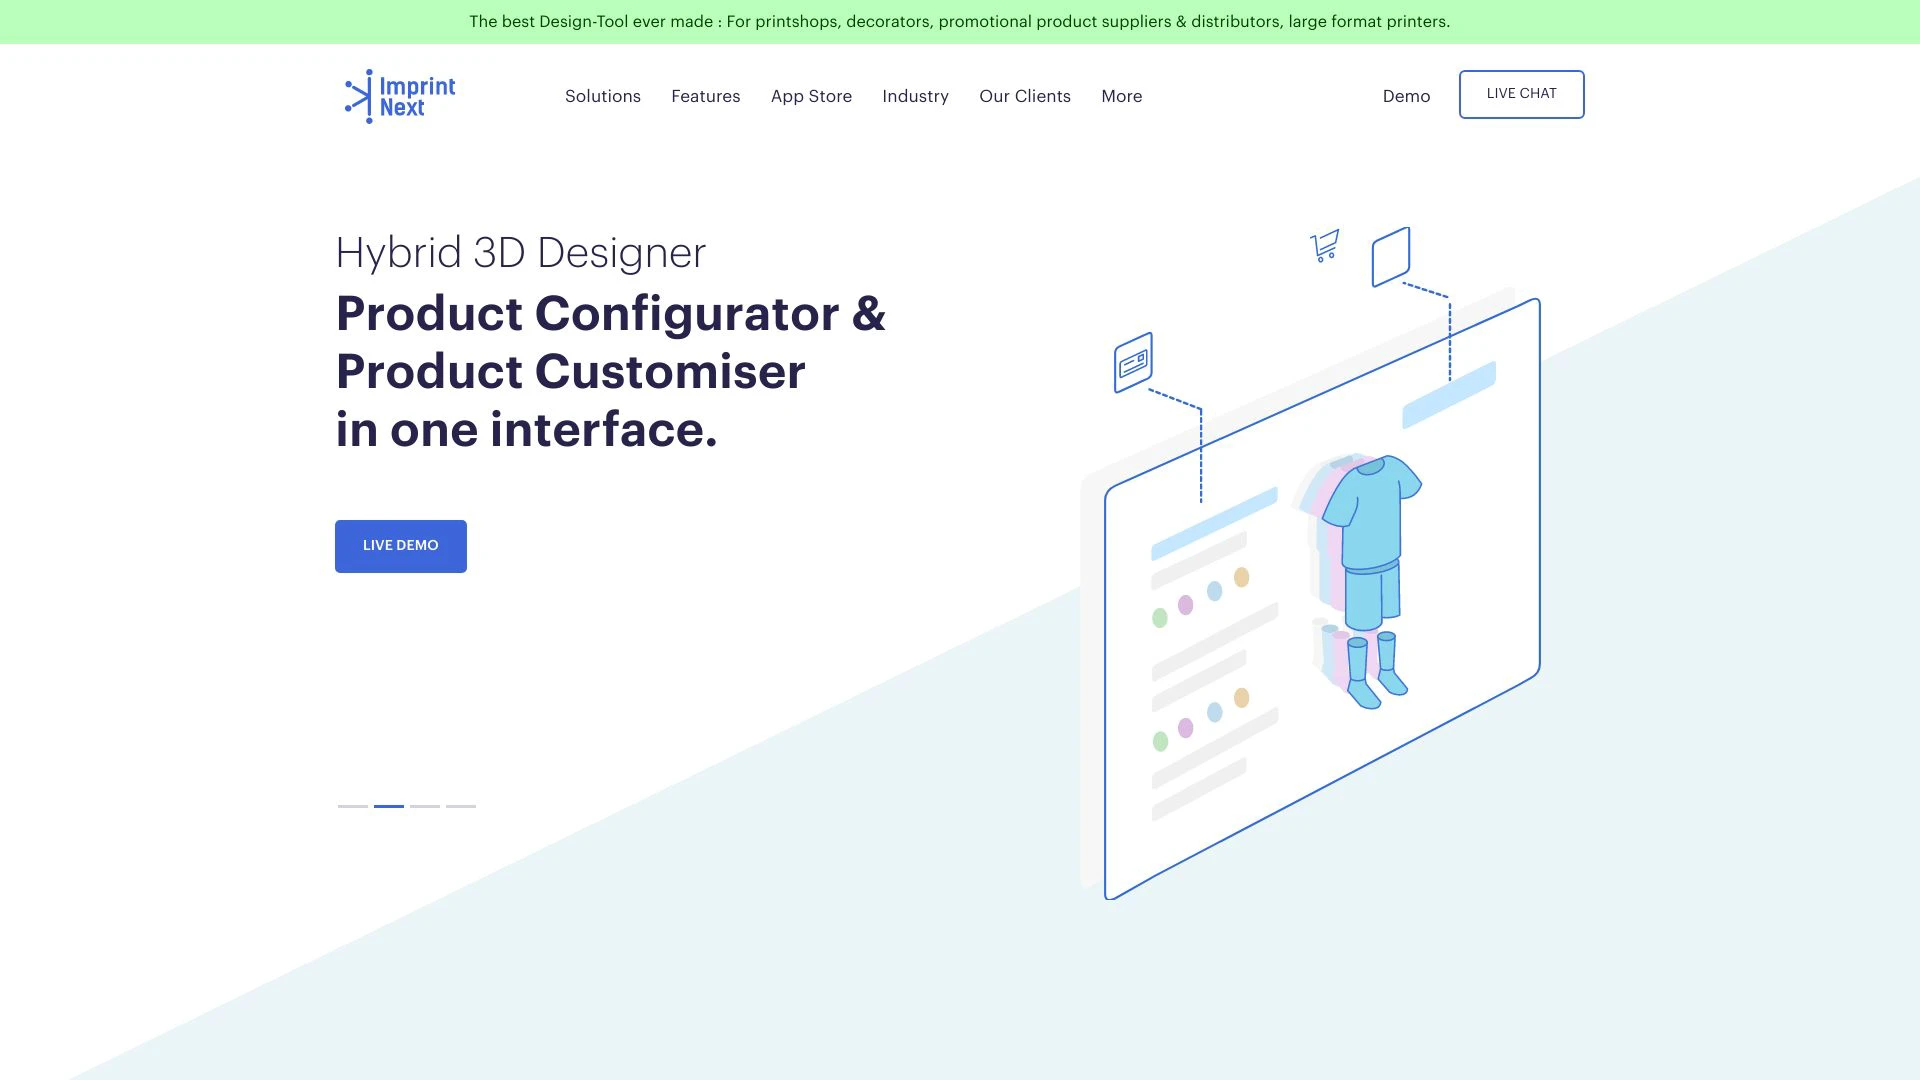 The best Design-Tool ever made : For printshops, decorators, promotional product suppliers & distributors, large format printers.
Imprint
Next
Solutions
Features
App Store
Industry
Our Clients
More
Demo
LIVE CHAT
Hybrid 3D Designer
Product Configurator &
Product Customiser
in one interface.
LIVE DEMO